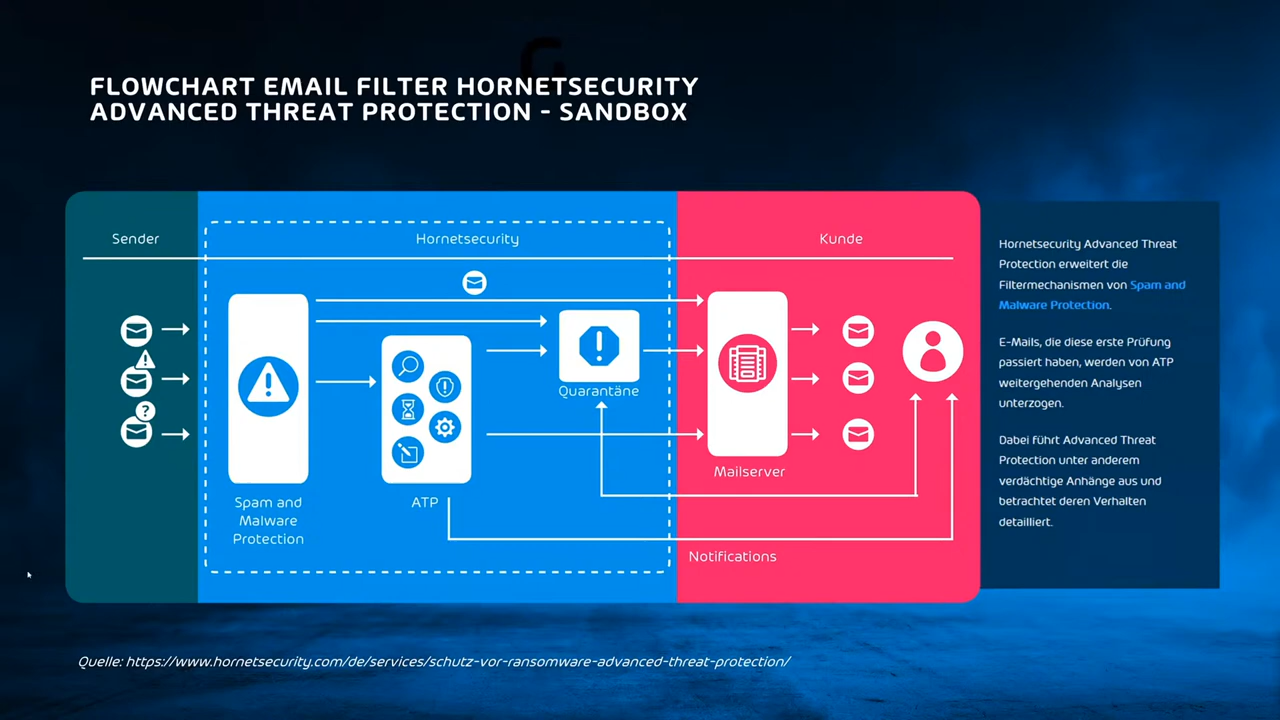 FLOWCHART EMAIL FILTER HORNETSECURITY
ADVANCED THREAT PROTECTION - SANDBOX
Sender
Hornetsecurity
Kunde
?
Quarantäne
Mailserver
Spam and
Malware
Protection
ATP
Notifications
Hornetsecurity Advanced Threat
Protection erweitert die
Filtermechanismen von Spam and
Malware Protection.
E-Mails, die diese erste Prüfung
passiert haben, werden von ATP
weitergehenden Analysen
unterzogen.
Dabei führt Advanced Threat
Protection unter anderem
verdächtige Anhänge aus und
betrachtet deren Verhalten
detailliert.
Quelle: https://www.hornetsecurity.com/de/services/schutz-vor-ransomware-advanced-threat-protection/